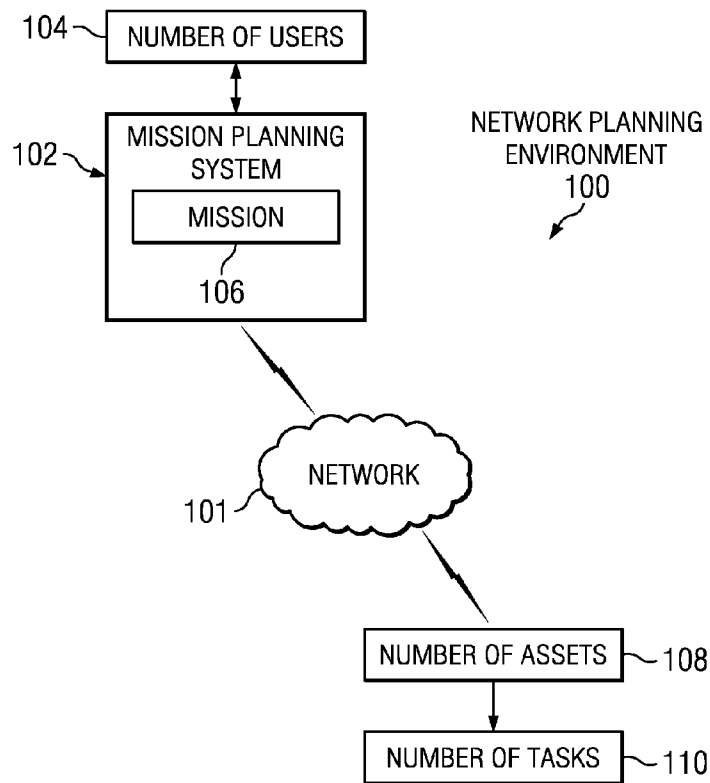 104
NUMBER OF USERS
102
MISSION PLANNING
SYSTEM
MISSION
106
NETWORK PLANNING
ENVIRONMENT
100
NETWORK
101
NUMBER OF ASSETS
108
NUMBER OF TASKS
110